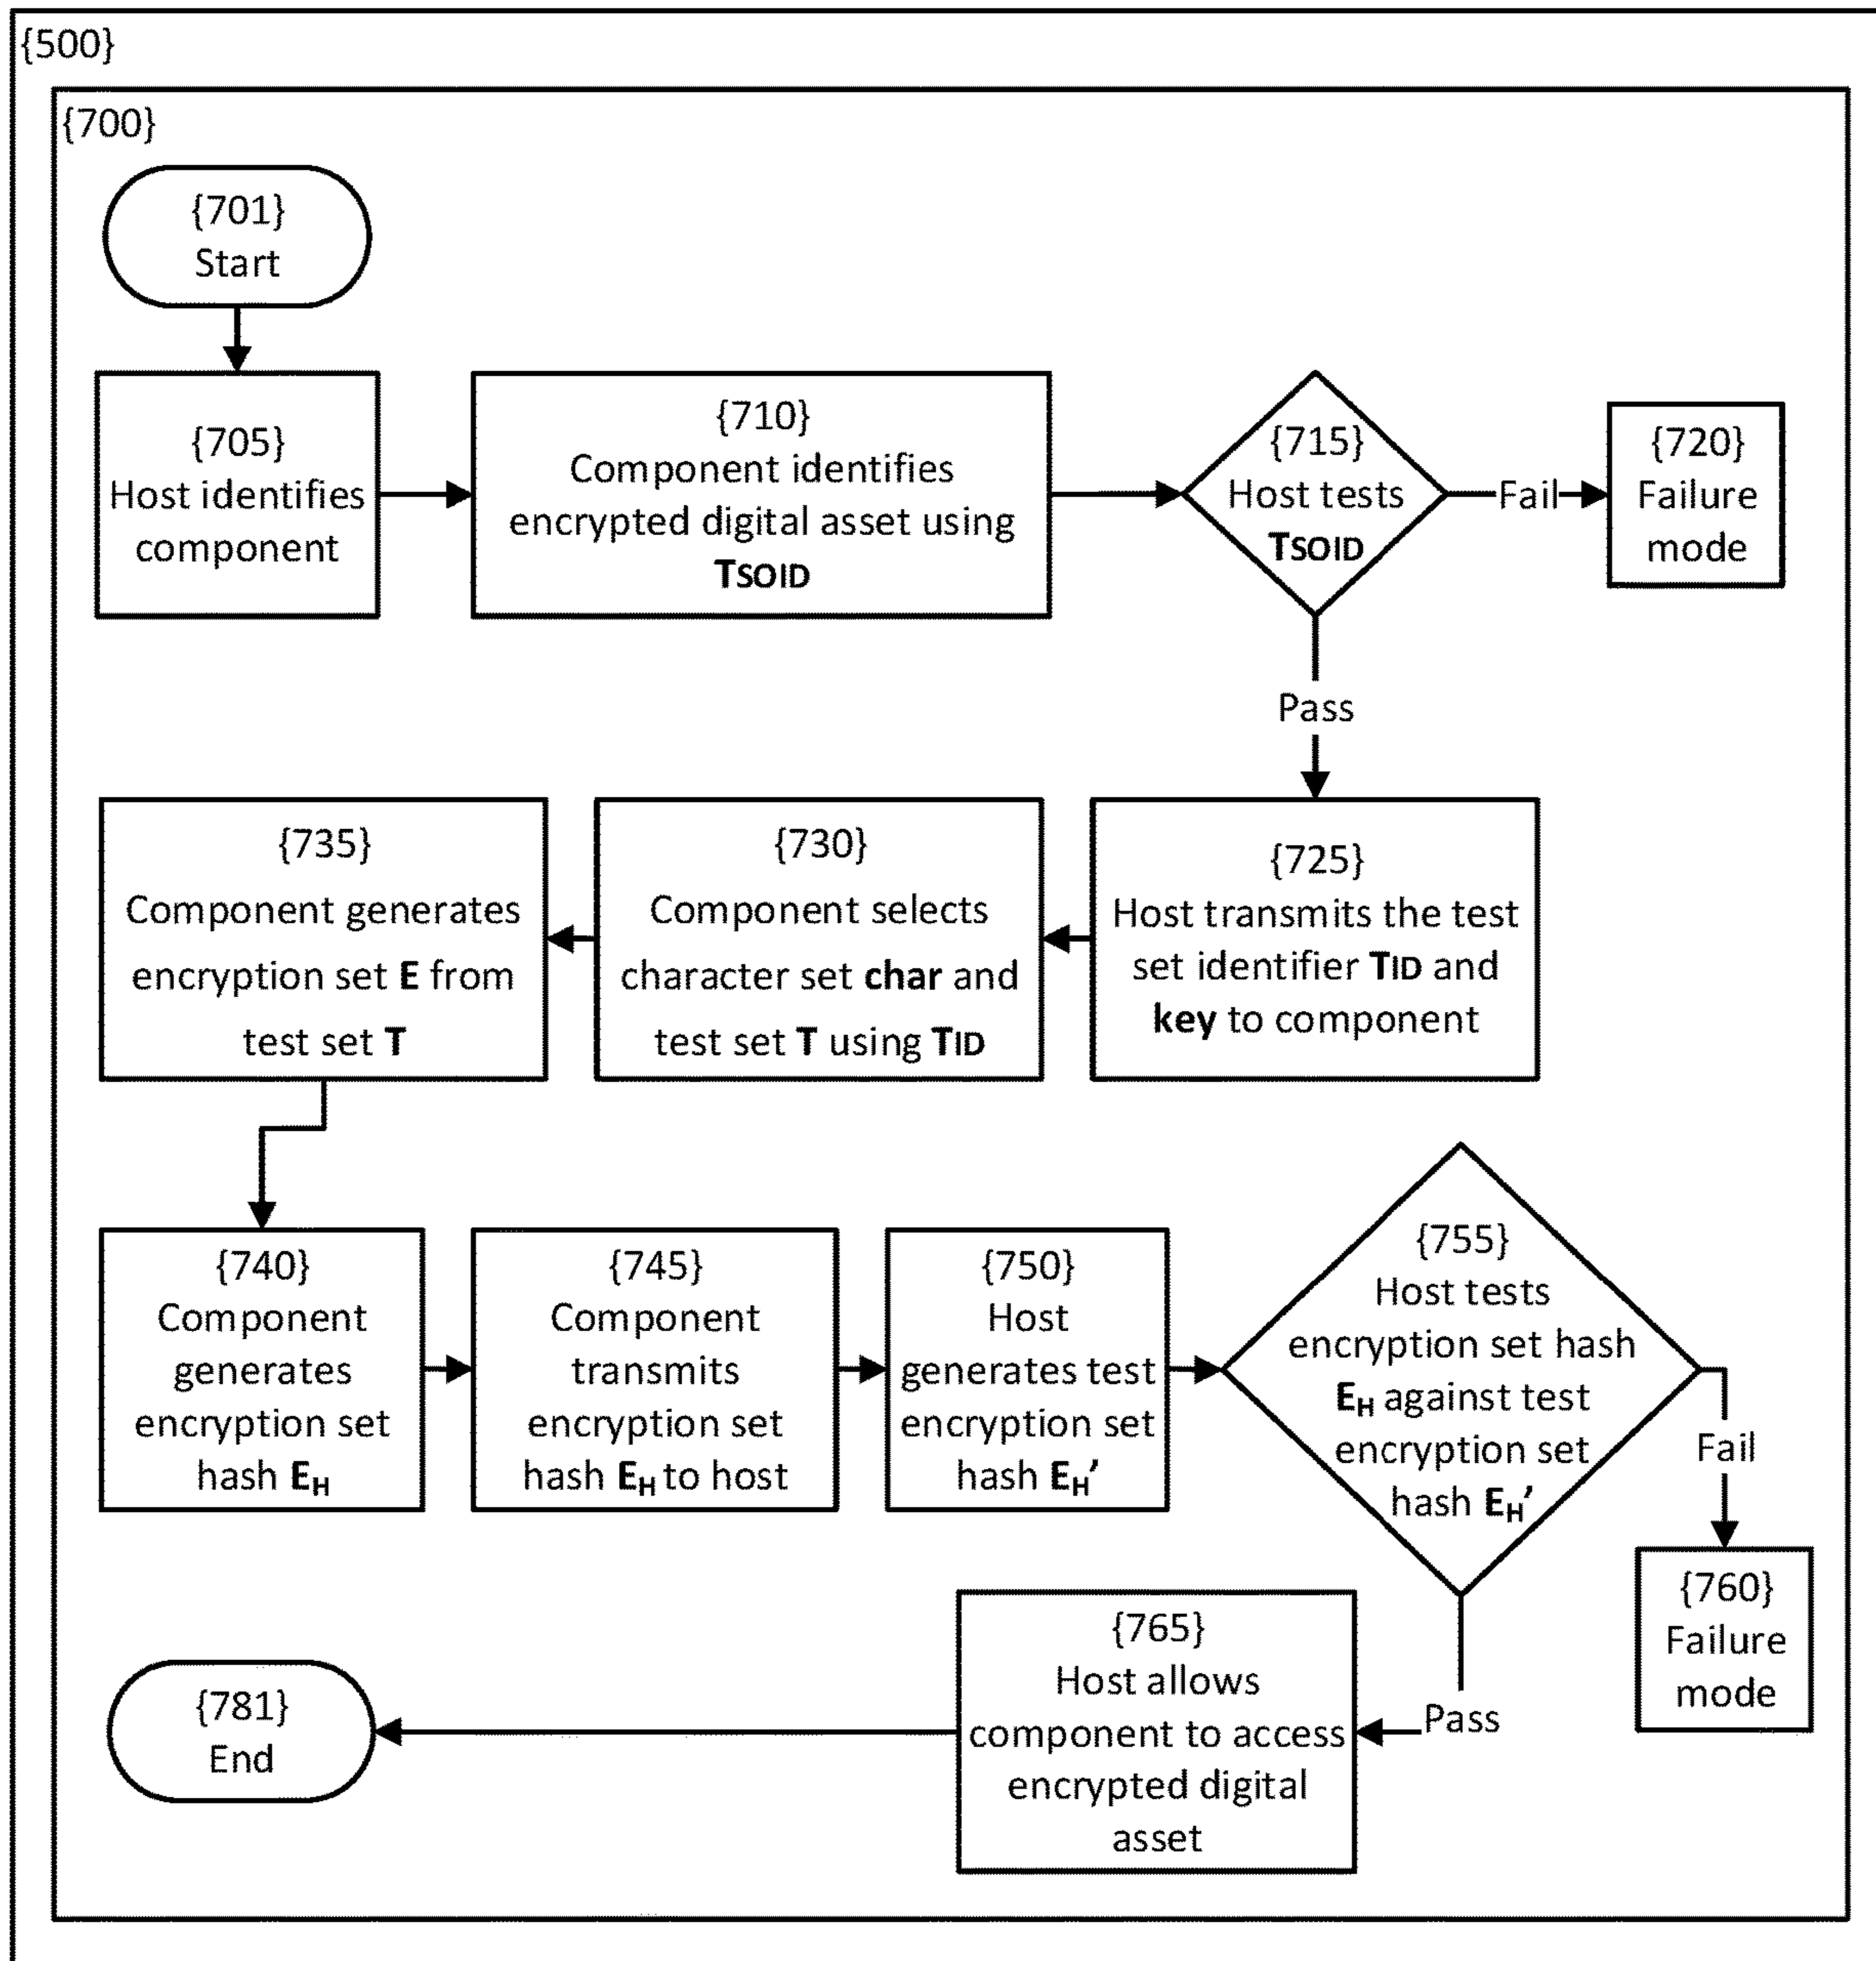 {500}
{700}
{701}
Start
{705}
Host identifies
component
{710}
Component identifies
encrypted digital asset using
TSOID
{715}
Host tests
TSOID
Fail
{720}
Failure
mode
Pass
{725}
Host transmits the test
set identifier TID and
key to component
{730}
Component selects
character set char and
test set T using TID
{735}
Component generates
encryption set E from
test set T
{740}
Component
generates
encryption set
hash EH
{745}
Component
transmits
encryption set
hash EH to host
{750}
Host
generates test
encryption set
hash EH’
{755}
Host tests
encryption set hash
EH against test
encryption set
hash EH’
Fail
{760}
Failure
mode
Pass
{765}
Host allows
component to access
encrypted digital
asset
{781}
End